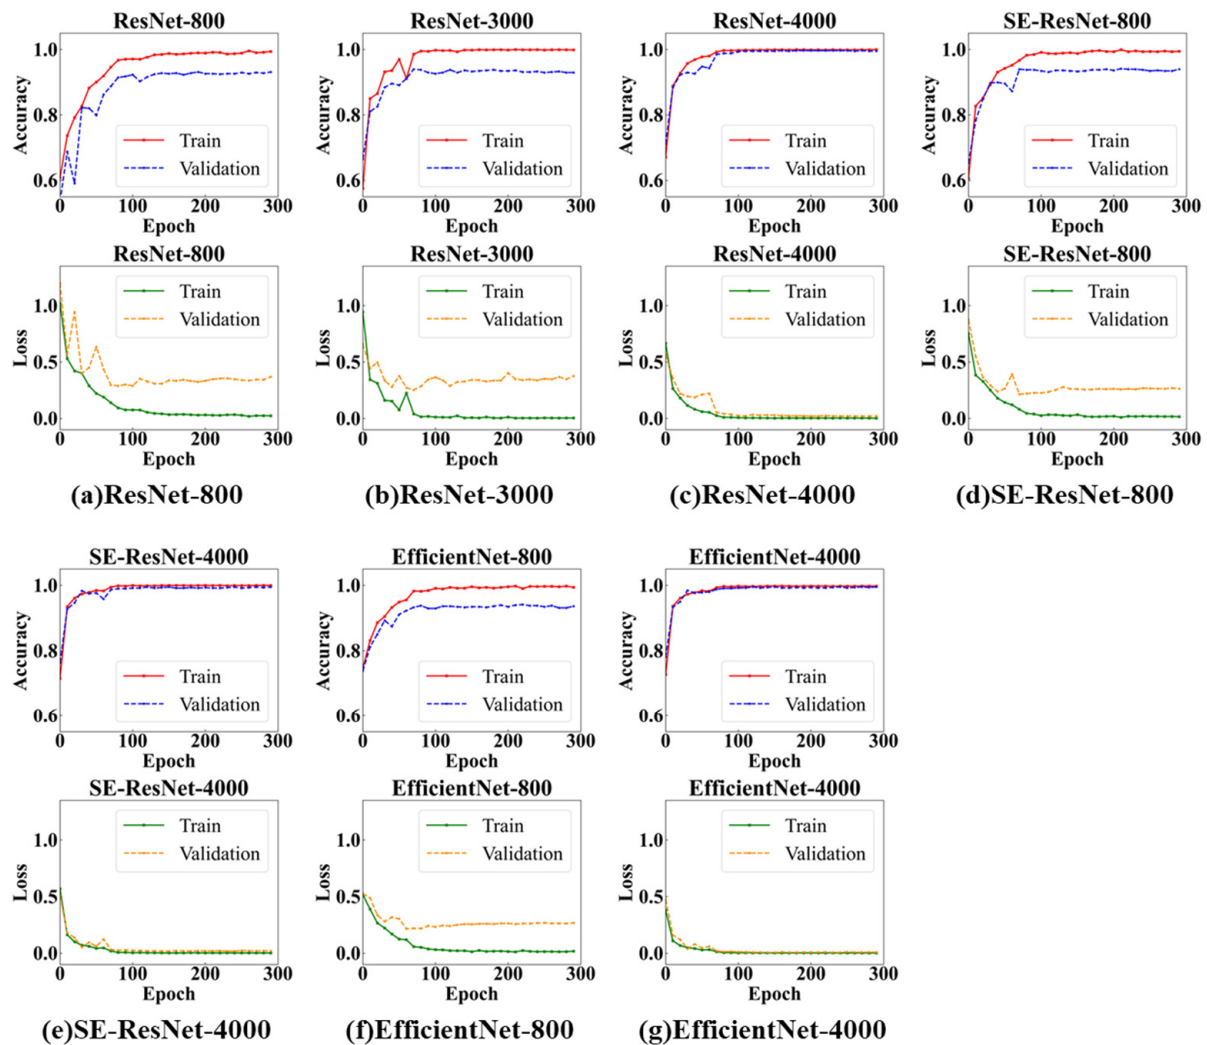 ResNet-800
1.0
0.8
0.6
Accuracy
Train
Validation
0 100 200 300
Epoch
ResNet-3000
1.0
0.8
0.6
Accuracy
Train
Validation
0 100 200 300
Epoch
ResNet-4000
1.0
0.8
0.6
Accuracy
Train
Validation
0 100 200 300
Epoch
SE-ResNet-800
1.0
0.8
0.6
Accuracy
Train
Validation
0 100 200 300
Epoch
ResNet-800
1.0
0.5
0.0
Loss
Train
Validation
0 100 200 300
Epoch
ResNet-3000
1.0
0.5
0.0
Loss
Train
Validation
0 100 200 300
Epoch
ResNet-4000
1.0
0.5
0.0
Loss
Train
Validation
0 100 200 300
Epoch
SE-ResNet-800
1.0
0.5
0.0
Loss
Train
Validation
0 100 200 300
Epoch
(a)ResNet-800
(b)ResNet-3000
(c)ResNet-4000
(d)SE-ResNet-800
SE-ResNet-4000
1.0
0.8
0.6
Accuracy
Train
Validation
0 100 200 300
Epoch
EfficientNet-800
1.0
0.8
0.6
Accuracy
Train
Validation
0 100 200 300
Epoch
EfficientNet-4000
1.0
0.8
0.6
Accuracy
Train
Validation
0 100 200 300
Epoch
SE-ResNet-4000
1.0
0.5
0.0
Loss
Train
Validation
0 100 200 300
Epoch
EfficientNet-800
1.0
0.5
0.0
Loss
Train
Validation
0 100 200 300
Epoch
EfficientNet-4000
1.0
0.5
0.0
Loss
Train
Validation
0 100 200 300
Epoch
(e)SE-ResNet-4000
(f)EfficientNet-800
(g)EfficientNet-4000